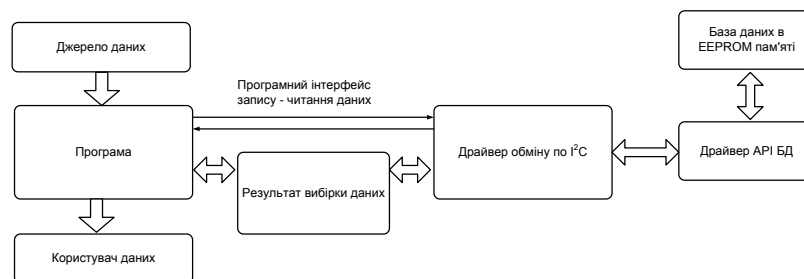 Джерело даних
База даних в
EEPROM пам'яті
Програмний інтерфейс
запису - читання даних
Програма
Драйвер обміну по I²C
Драйвер API БД
Результат вибірки даних
Користувач даних